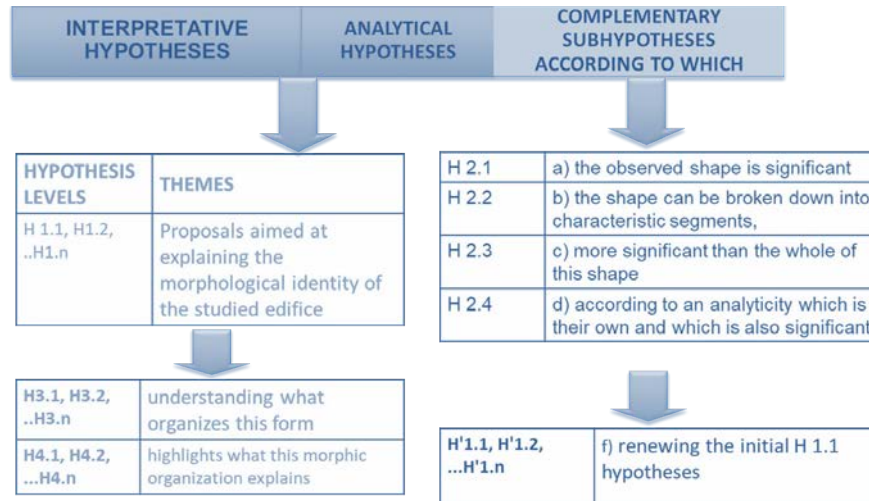 INTERPRETATIVE
HYPOTHESES
ANALYTICAL
HYPOTHESES
COMPLEMENTARY
SUBHYPOTHESES
ACCORDING TO WHICH
HYPOTHESIS
LEVELS
THEMES
H 1.1, H1.2,
..H1.n
Proposals aimed at
explaining the
morphological identity of
the studied edifice
H3.1, H3.2,
..H3.n
understanding what
organizes this form
H4.1, H4.2,
...H4.n
highlights what this morphic
organization explains
H 2.1
a) the observed shape is significant
H 2.2
b) the shape can be broken down into
characteristic segments,
H 2.3
c) more significant than the whole of
this shape
H 2.4
d) according to an analyticity which is
their own and which is also significant
H'1.1, H'1.2,
...H'1.n
f) renewing the initial H 1.1
hypotheses